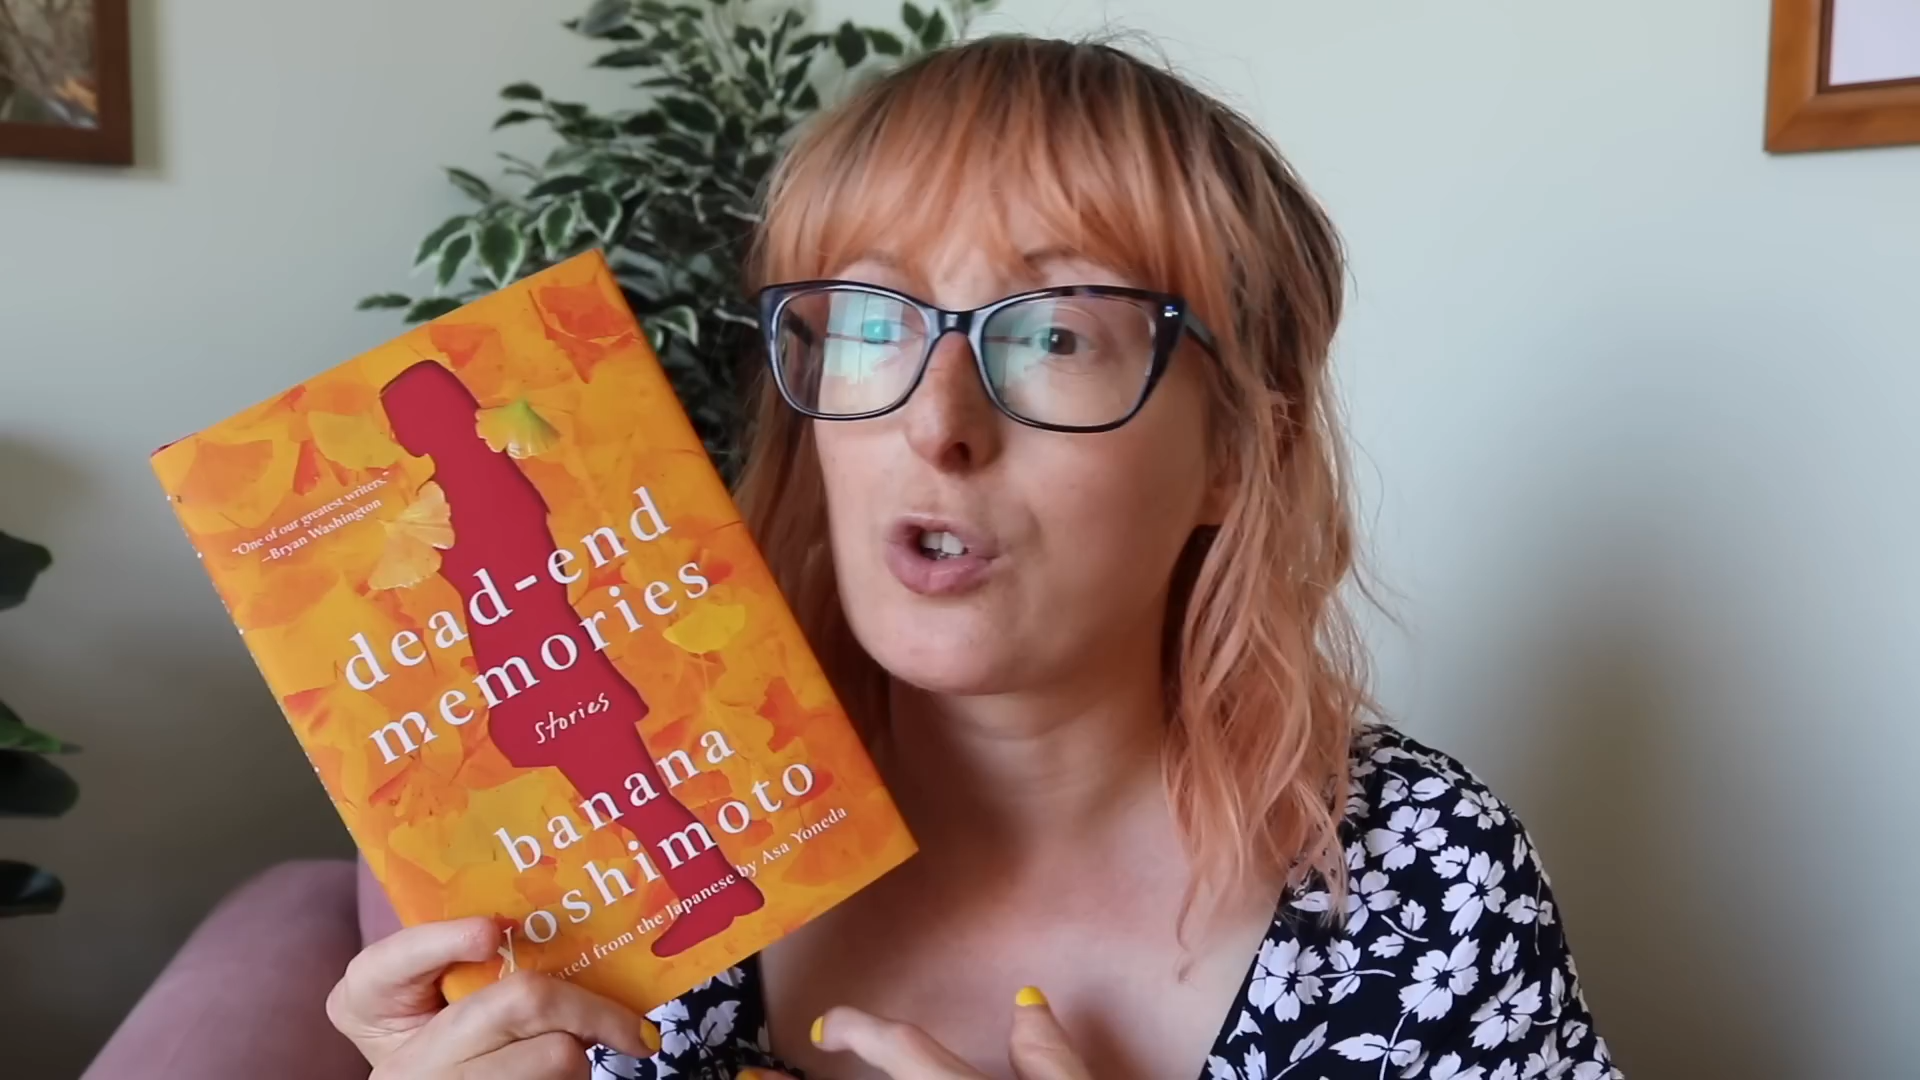 "One of our greatest writers."
—Bryan Washington
dead-end
memories
stories
banana
yoshimoto
from the Japanese by Asa Yoneda